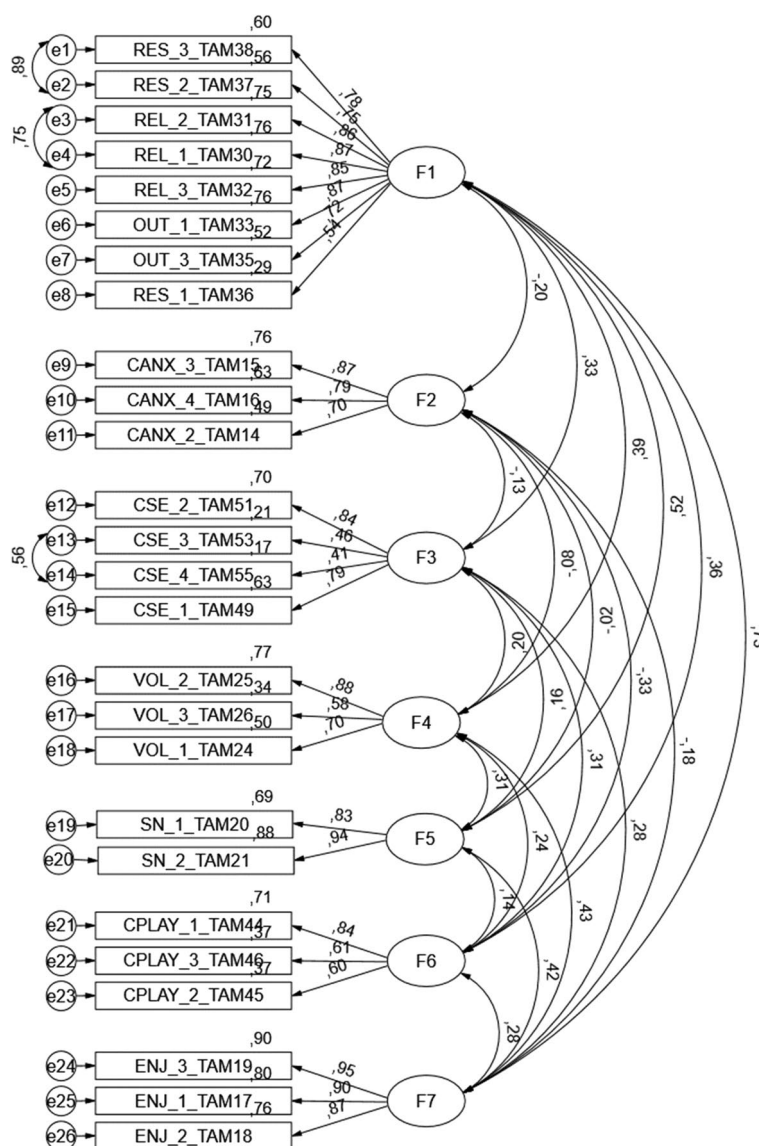 ,60
e1 RES_3_TAM38
,56
e2 RES_2_TAM37
,75
e3 REL_2_TAM31
,76
e4 REL_1_TAM30
,72
e5 REL_3_TAM32
,76
e6 OUT_1_TAM33
,52
e7 OUT_3_TAM35
,29
e8 RES_1_TAM36
,89
,75
,78
,75
,86
,87
,85
,87
,72
,54
F1
,76
e9 CANX_3_TAM15
,63
e10 CANX_4_TAM16
,49
e11 CANX_2_TAM14
,87
,79
,70
F2
,70
e12 CSE_2_TAM51
,21
e13 CSE_3_TAM53
,17
e14 CSE_4_TAM55
,63
e15 CSE_1_TAM49
,56
,84
,46
,41
,79
F3
,77
e16 VOL_2_TAM25
,34
e17 VOL_3_TAM26
,50
e18 VOL_1_TAM24
,88
,58
,70
F4
,69
e19 SN_1_TAM20
,88
e20 SN_2_TAM21
,83
,94
F5
,71
e21 CPLAY_1_TAM44
,37
e22 CPLAY_3_TAM46
,37
e23 CPLAY_2_TAM45
,84
,61
,60
F6
,90
e24 ENJ_3_TAM19
,80
e25 ENJ_1_TAM17
,76
e26 ENJ_2_TAM18
,95
,90
,87
F7
-,20
,33
,39
,52
,36
,73
-,13
-,08
-,02
-,33
-,18
,20
,16
,31
,28
,31
,24
,43
,14
,42
,28